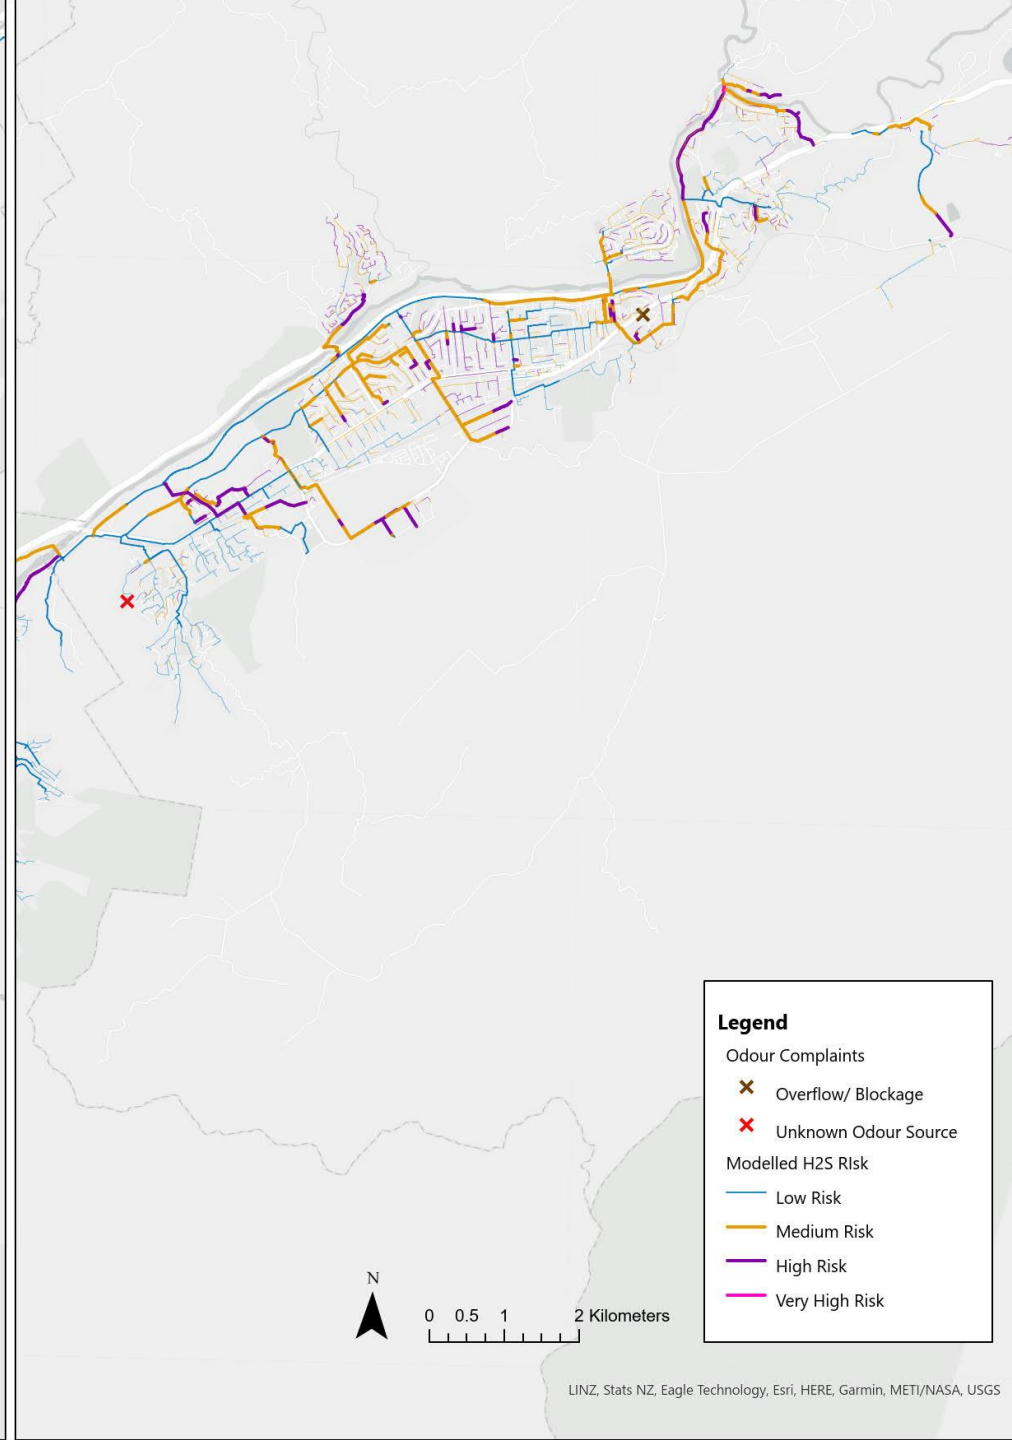 Legend
Odour Complaints
Overflow/ Blockage
Unknown Odour Source
Modelled H2S RIsk
Low Risk
Medium Risk
High Risk
Very High Risk
N
0 0.5 1 2 Kilometers
LINZ, Stats NZ, Eagle Technology, Esri, HERE, Garmin, METI/NASA, USGS